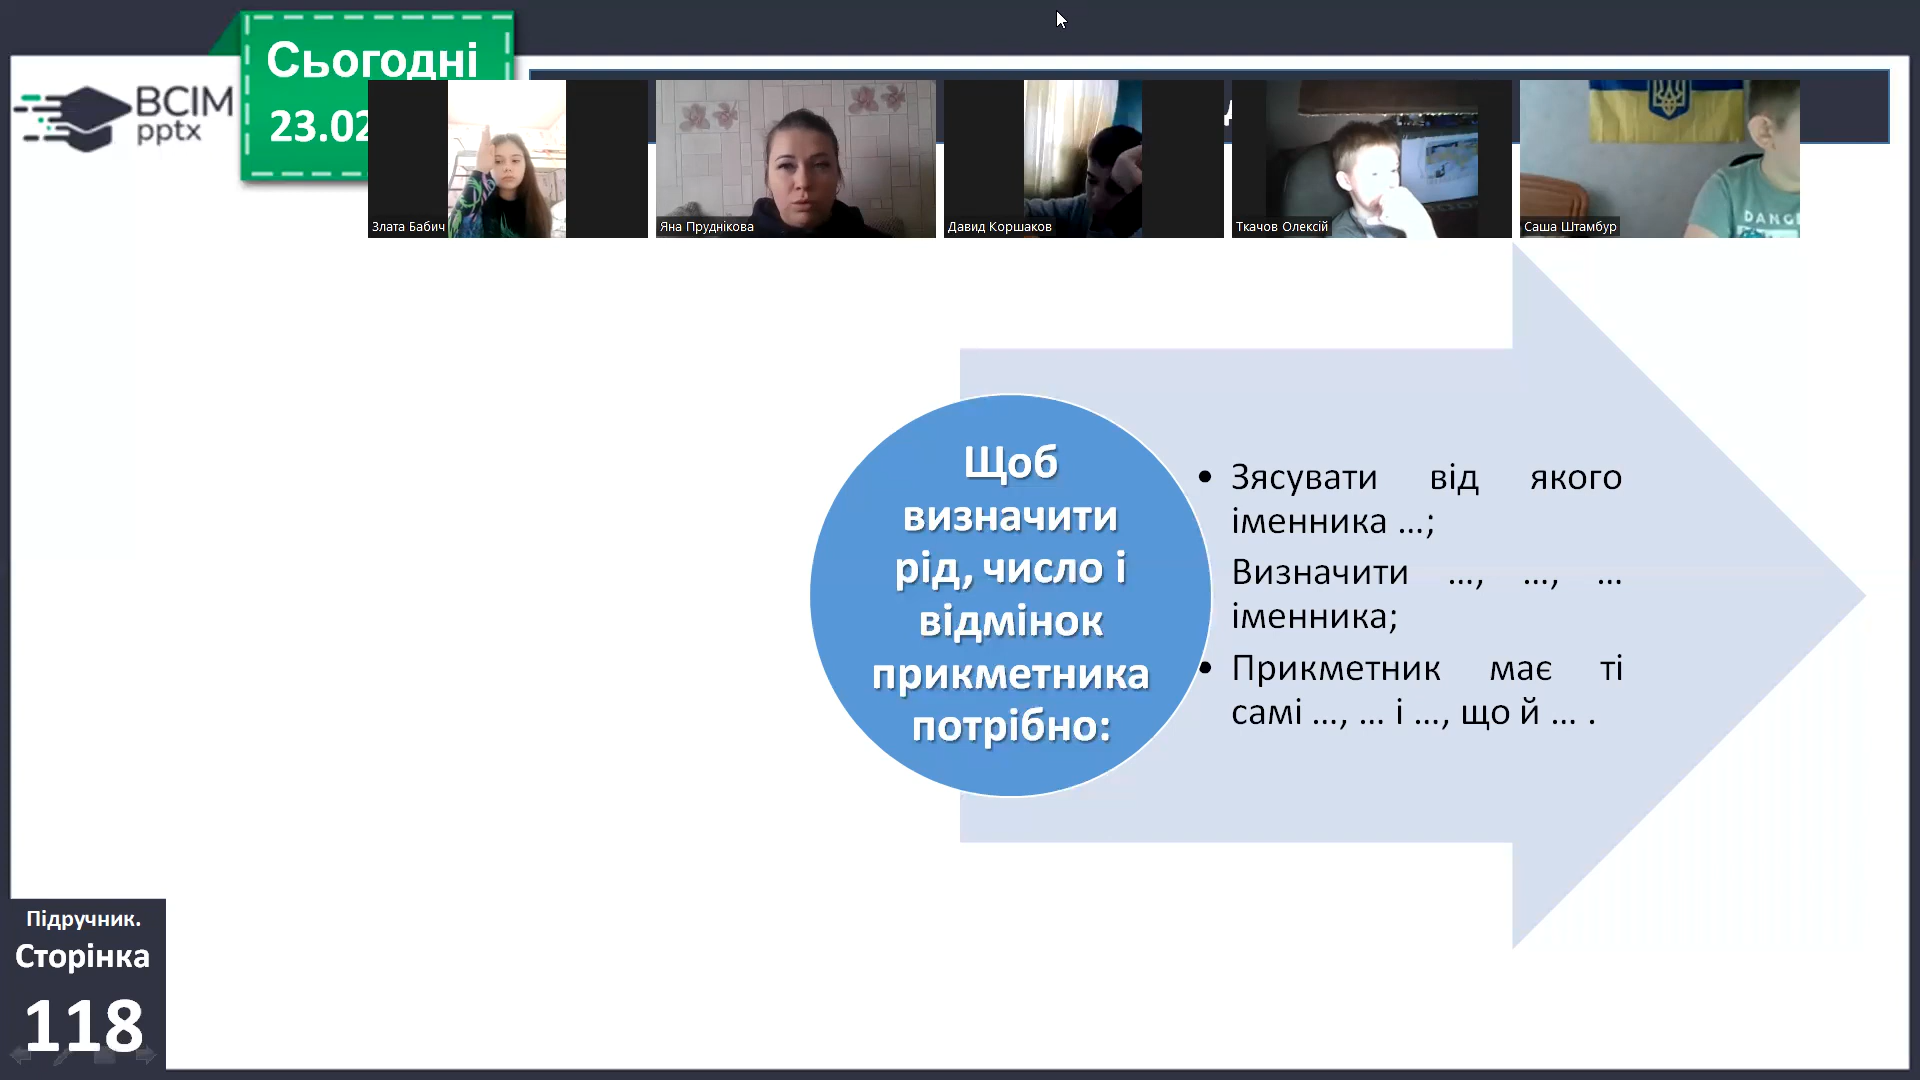 Сьогодні
23.02
ВСІМ
pptx
Злата Бабич
Яна Пруднікова
Давид Коршаков
Ткачов Олексій
Саша Штамбур
DANG
Щоб
визначити
рід, число і
відмінок
прикметника
потрібно:
• Зясувати від якого
іменника ...;
Визначити ..., ..., ...
іменника;
• Прикметник має ті
самі ..., ... і ..., що й ... .
Підручник.
Сторінка
118